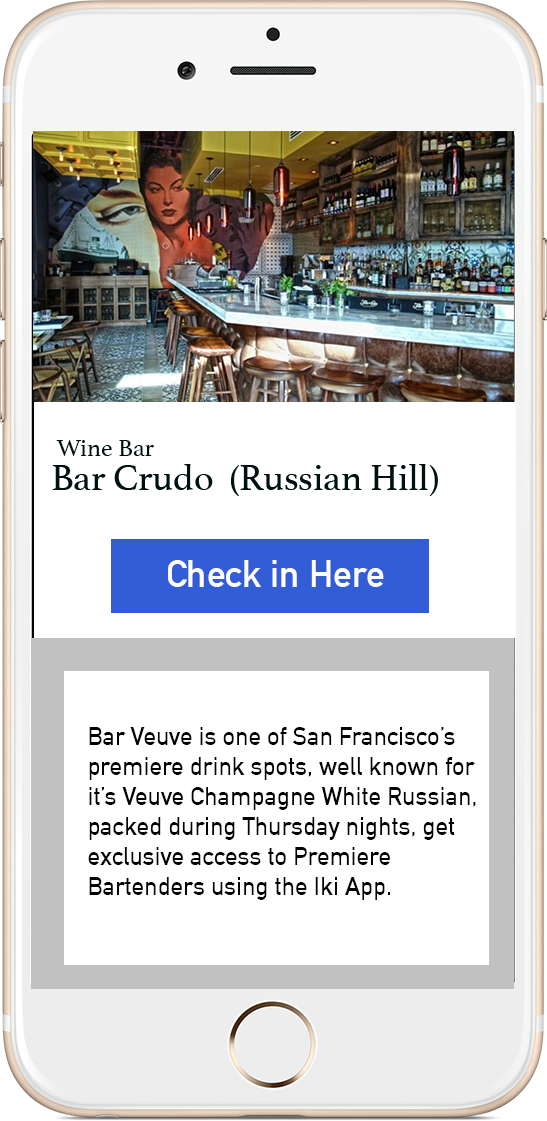 Wine Bar
Bar Crudo (Russian Hill)
Check in Here
Bar Veuve is one of San Francisco's
premiere drink spots, well known for
it's Veuve Champagne White Russian,
packed during Thursday nights, get
exclusive access to Premiere
Bartenders using the Iki App.